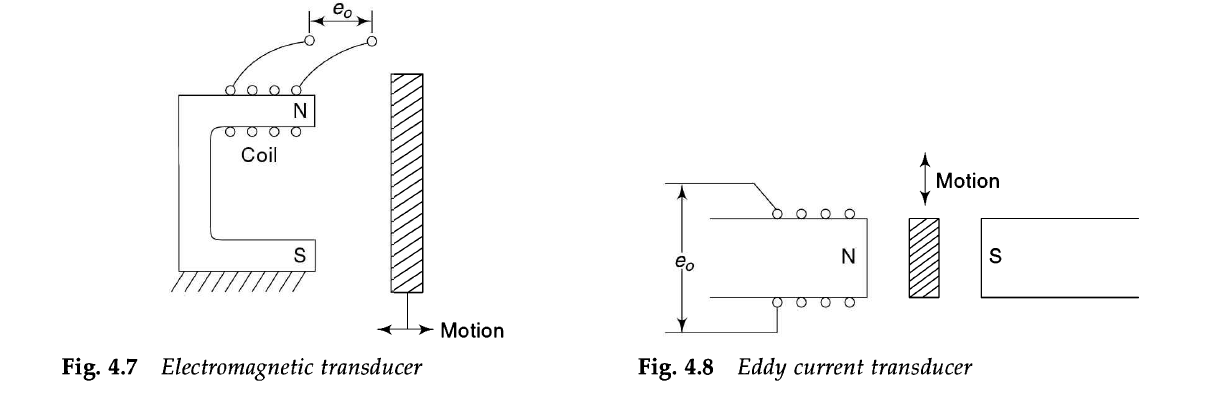 eₒ
N
Coil
S
Motion
Fig. 4.7 Electromagnetic transducer
Motion
eₒ
N
S
Fig. 4.8 Eddy current transducer